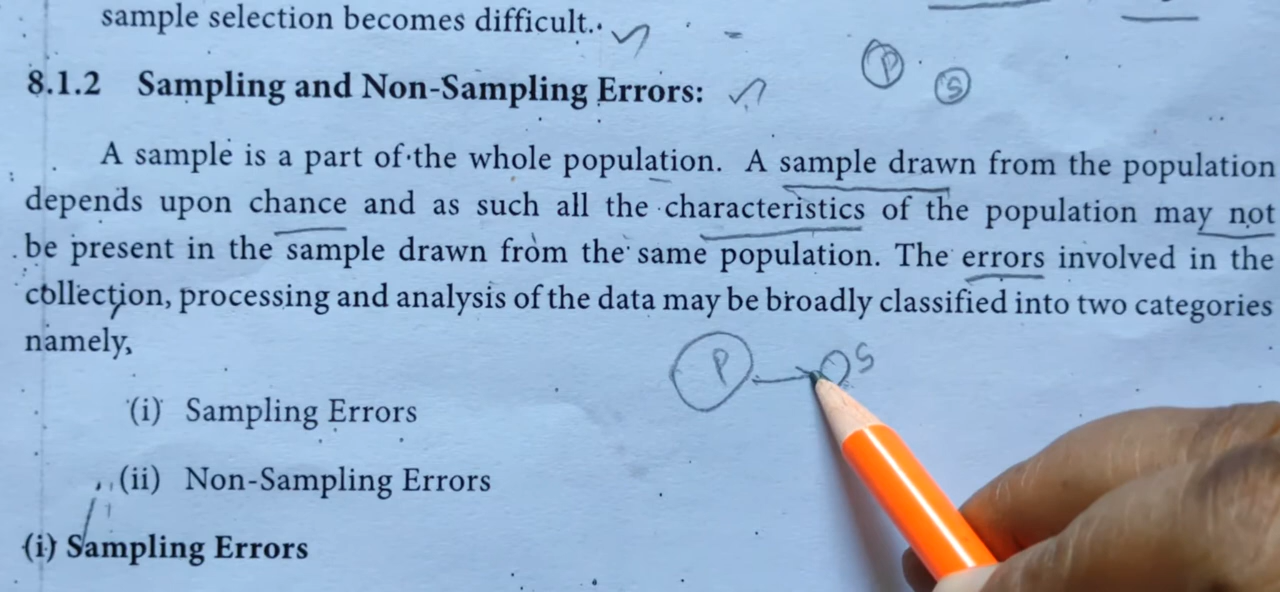 sample selection becomes difficult.
P
S
8.1.2 Sampling and Non-Sampling Errors:
A sample is a part of the whole population. A sample drawn from the population
depends upon chance and as such all the characteristics of the population may not
be present in the sample drawn from the same population. The errors involved in the
collection, processing and analysis of the data may be broadly classified into two categories
namely,
P S
(i) Sampling Errors
(ii) Non-Sampling Errors
(i) Sampling Errors